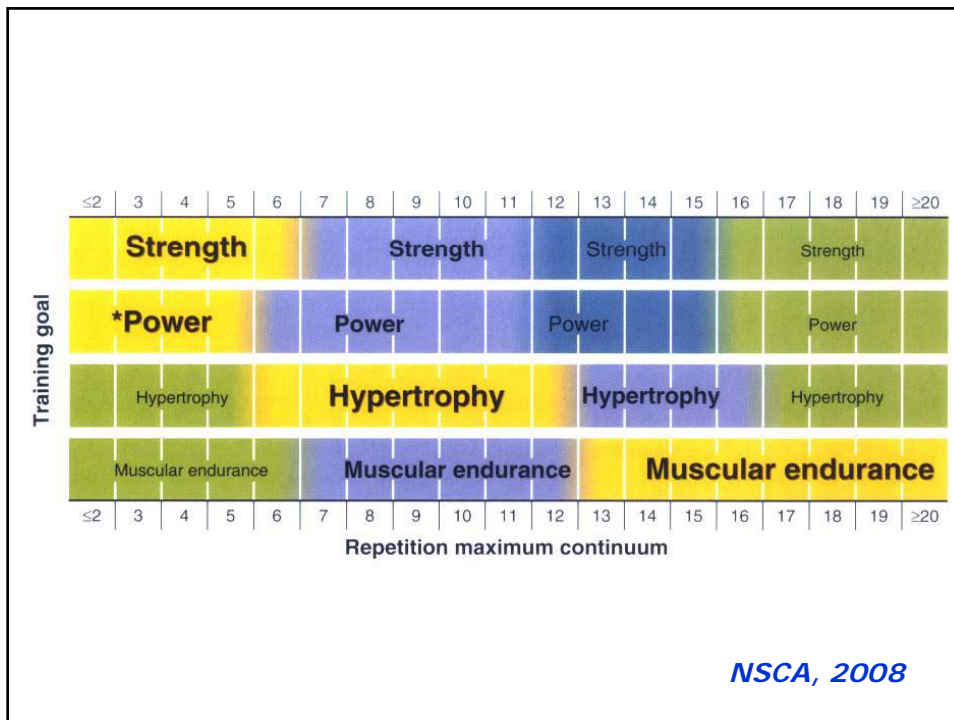 ≤2 3 4 5 6 7 8 9 10 11 12 13 14 15 16 17 18 19 ≥20
Strength Strength Strength Strength
*Power Power Power Power
Training goal
Hypertrophy Hypertrophy Hypertrophy Hypertrophy
Muscular endurance Muscular endurance Muscular endurance
≤2 3 4 5 6 7 8 9 10 11 12 13 14 15 16 17 18 19 ≥20
Repetition maximum continuum
NSCA, 2008